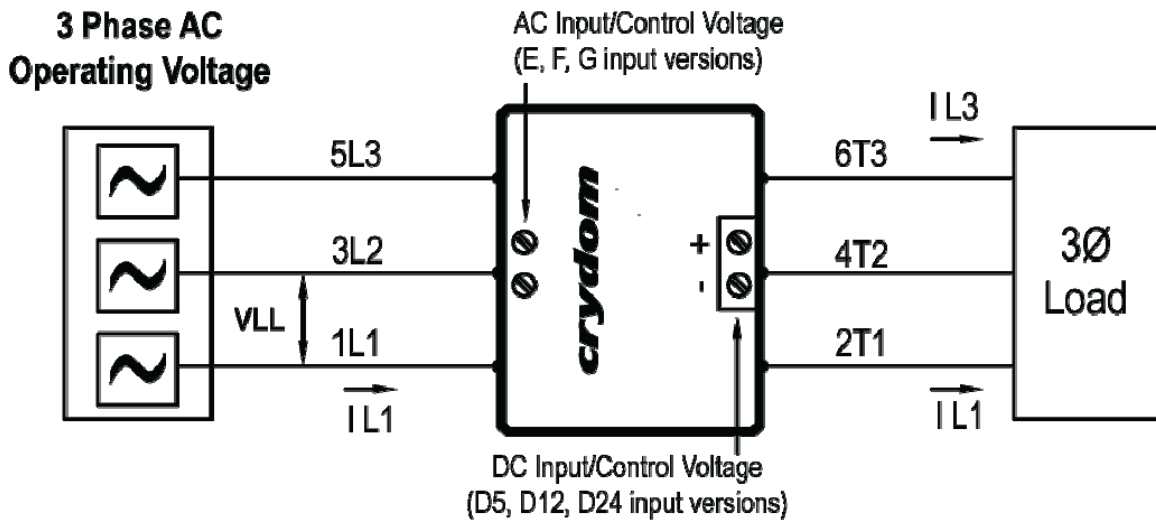 3 Phase AC
Operating Voltage
AC Input/Control Voltage
(E, F, G input versions)
5L3
3L2
VLL
1L1
I L1
crydom
+
-
I L3
6T3
4T2
2T1
I L1
3Ø
Load
DC Input/Control Voltage
(D5, D12, D24 input versions)